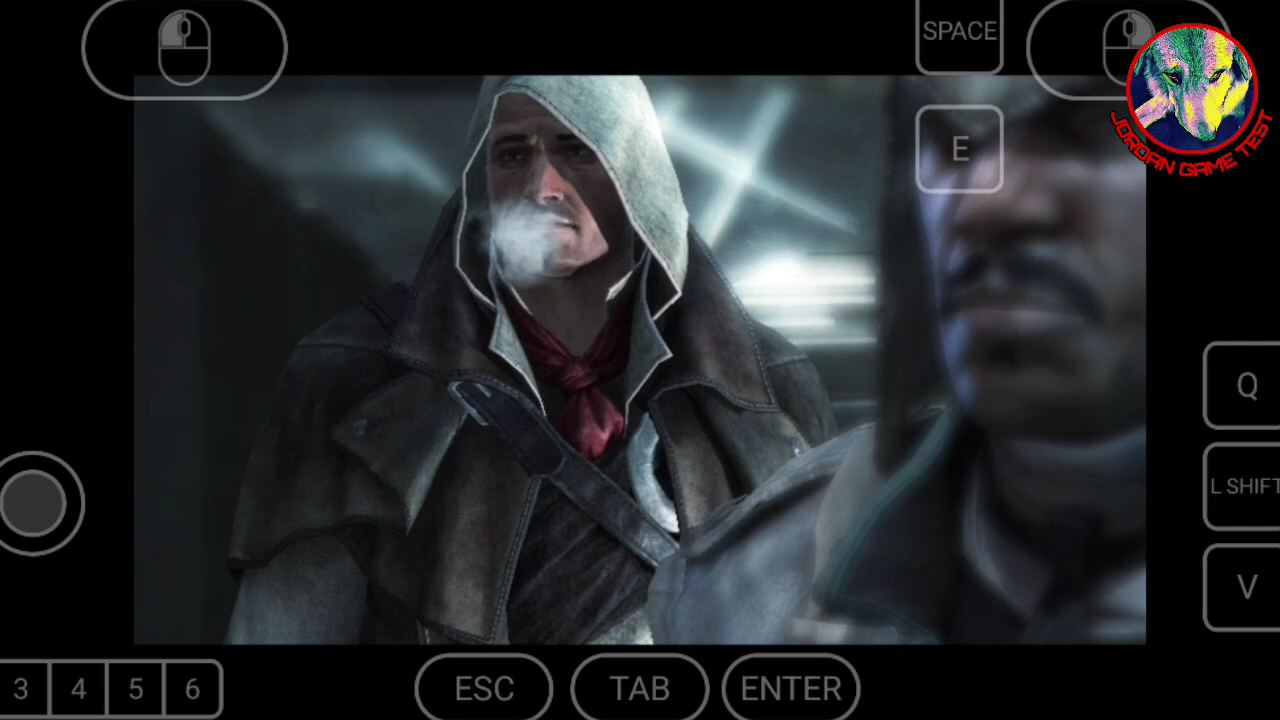 SPACE
E
JORDAN GAME TEST
Q
L SHIFT
V
3 4 5 6
ESC
TAB
ENTER